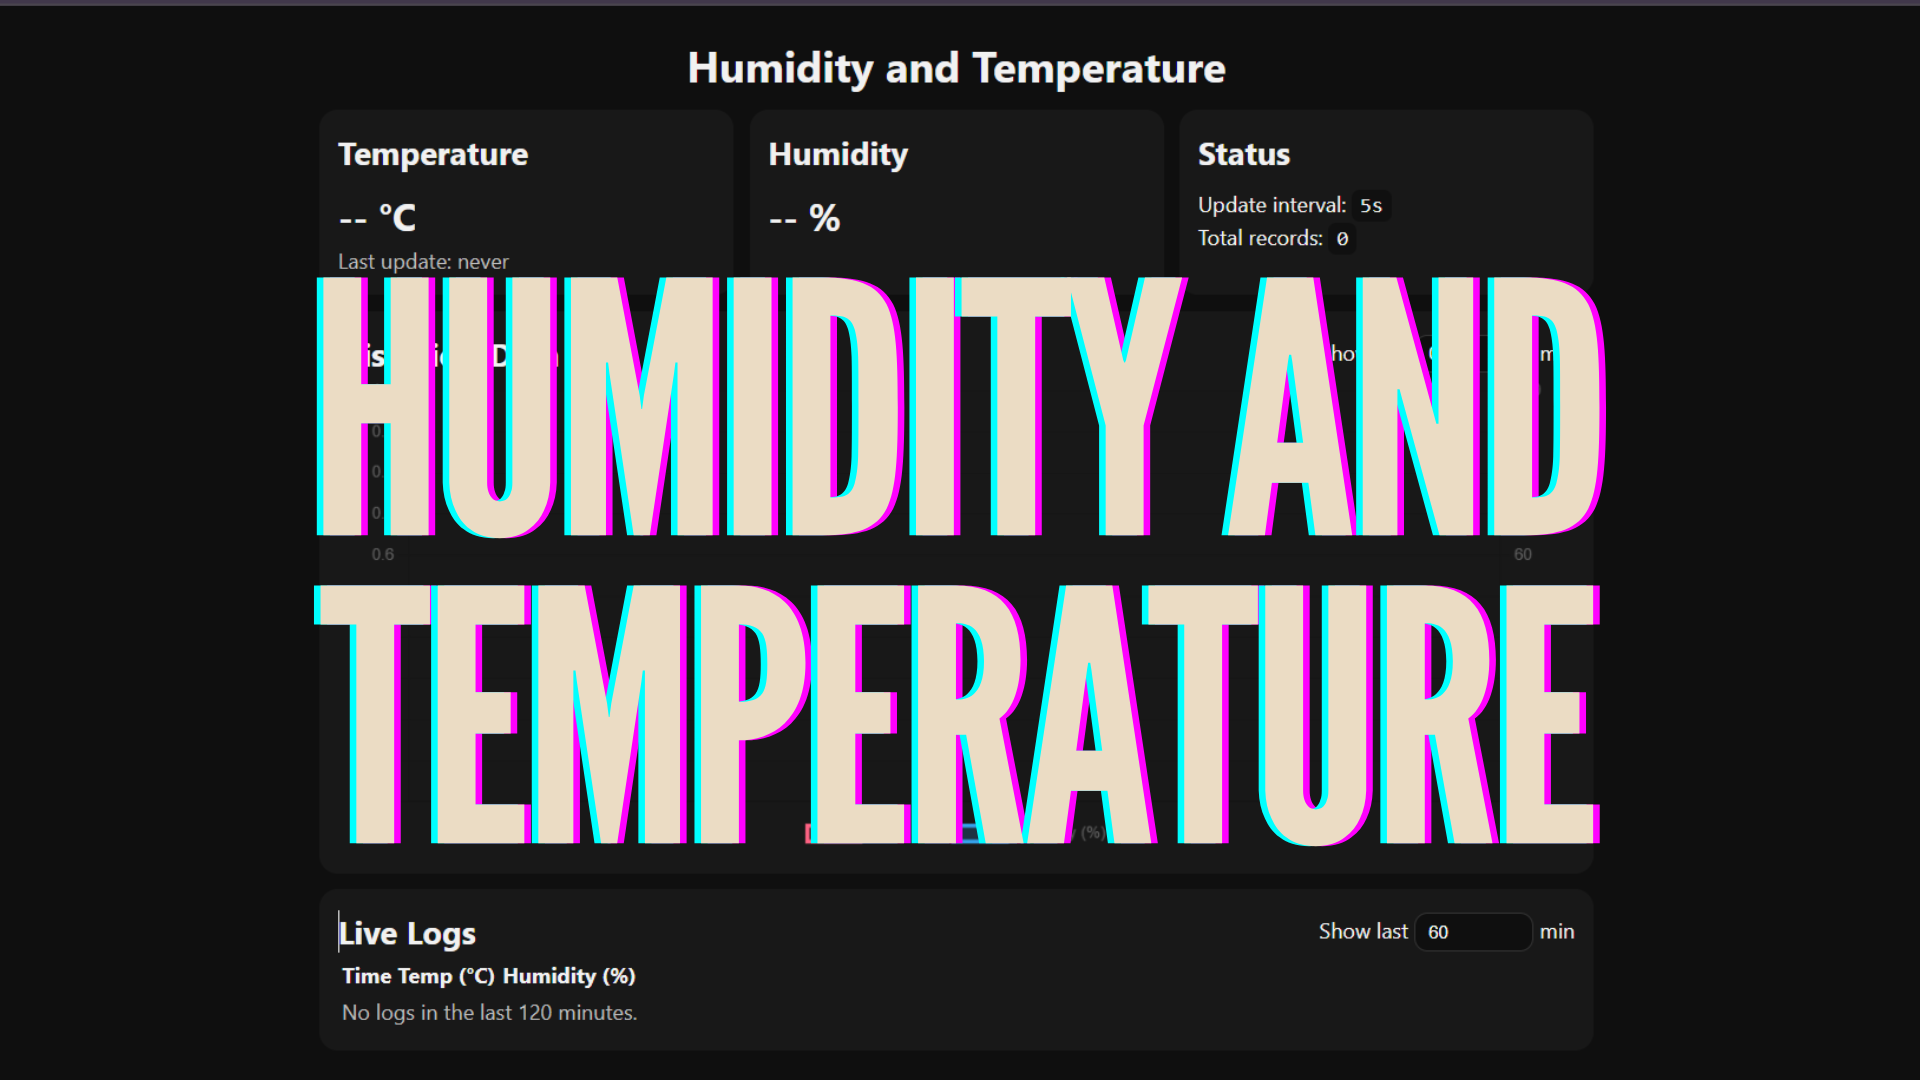 Humidity and Temperature
Temperature
-- °C
Last update: never
Humidity
-- %
Status
Update interval: 5s
Total records: 0
HUMIDITY AND
TEMPERATURE
0.6
60
(%)
Live Logs
Show last 60 min
Time Temp (°C) Humidity (%)
No logs in the last 120 minutes.